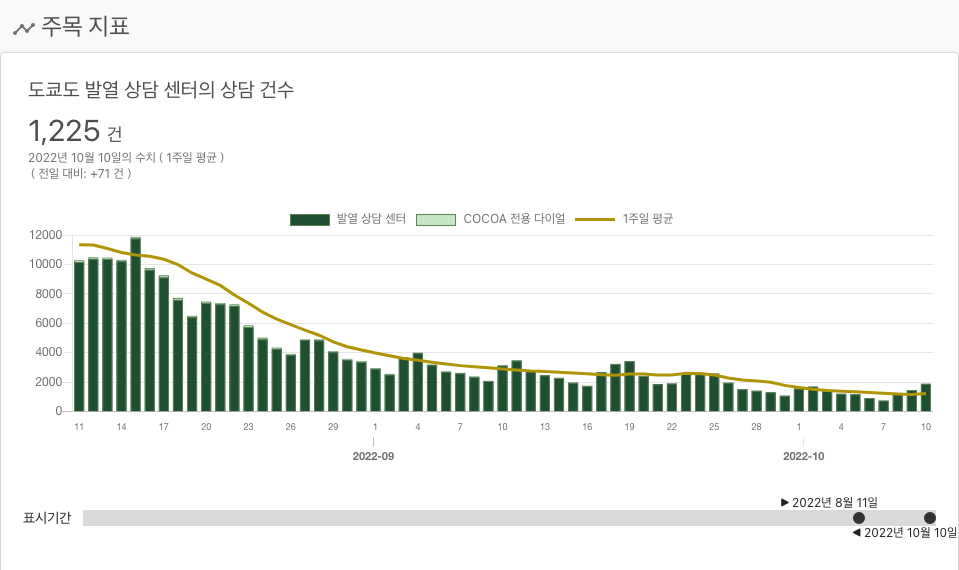 주목 지표
도쿄도 발열 상담 센터의 상담 건수
1,225 건
2022년 10월 10일의 수치 ( 1주일 평균 )
( 전일 대비: +71 건 )
발열 상담 센터 COCOA 전용 다이얼 1주일 평균
12000
10000
8000
6000
4000
2000
0
11 14 17 20 23 26 29 1 4 7 10 13 16 19 22 25 28 1 4 7 10
2022-09 2022-10
▶ 2022년 8월 11일
표시기간
◀ 2022년 10월 10일